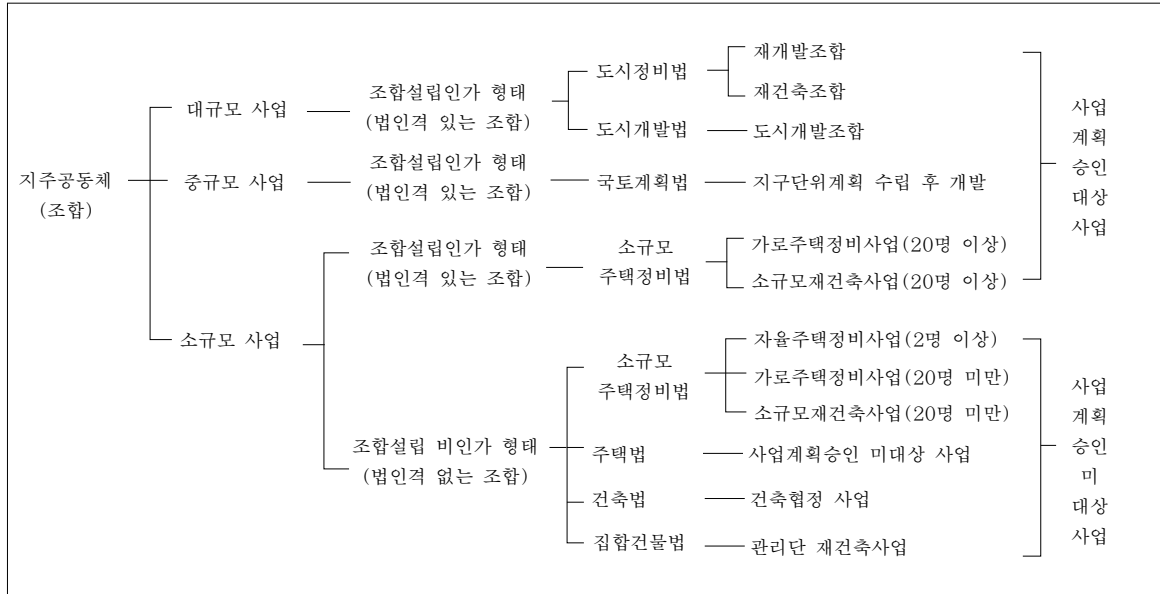 지주공동체
(조합)
대규모 사업
조합설립인가 형태
(법인격 있는 조합)
도시정비법
재개발조합
재건축조합
도시개발법
도시개발조합
중규모 사업
조합설립인가 형태
(법인격 있는 조합)
국토계획법
지구단위계획 수립 후 개발
소규모 사업
조합설립인가 형태
(법인격 있는 조합)
소규모
주택정비법
가로주택정비사업(20명 이상)
소규모재건축사업(20명 이상)
사업
계획
승인
대상
사업
조합설립 비인가 형태
(법인격 없는 조합)
소규모
주택정비법
자율주택정비사업(2명 이상)
가로주택정비사업(20명 미만)
소규모재건축사업(20명 미만)
주택법
사업계획승인 미대상 사업
건축법
건축협정 사업
집합건물법
관리단 재건축사업
사업
계획
승인
미
대상
사업